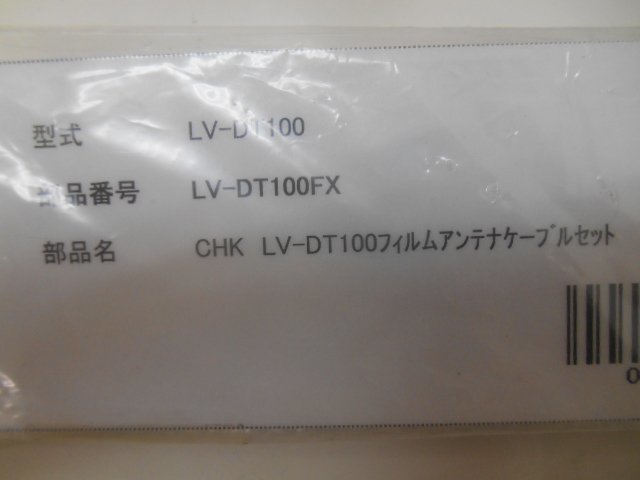 型式 LV-DT100
部品番号 LV-DT100FX
部品名 CHK LV-DT100ﾌｨﾙﾑｱﾝﾃﾅｹｰﾌﾞﾙｾｯﾄ
0